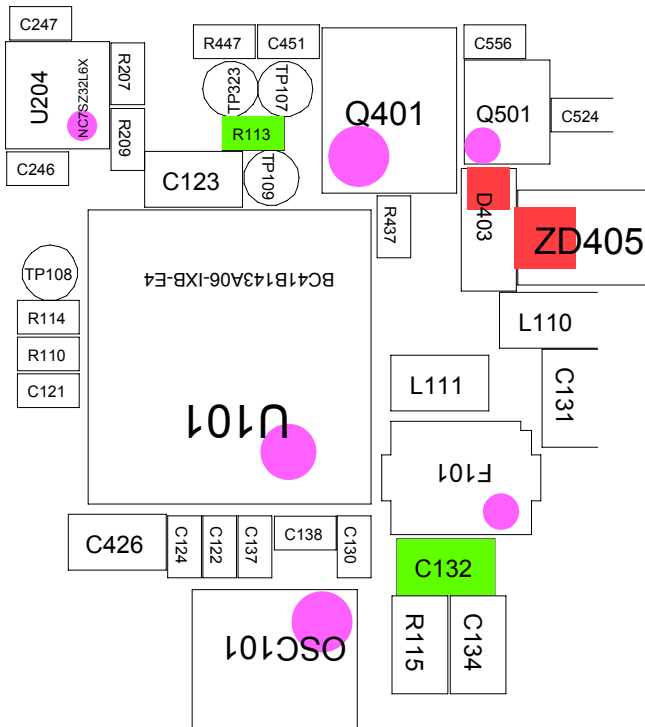 C247
R447
C451
C556
U204
NC7SZ32L6X
R207
TP323
TP107
Q401
Q501
C524
R113
R209
C246
C123
TP109
D403
R437
ZD405
TP108
BC41B143A06-IXB-E4
R114
L110
R110
L111
C131
C121
U101
F101
C426
C124
C122
C137
C138
C130
C132
OSC101
R115
C134